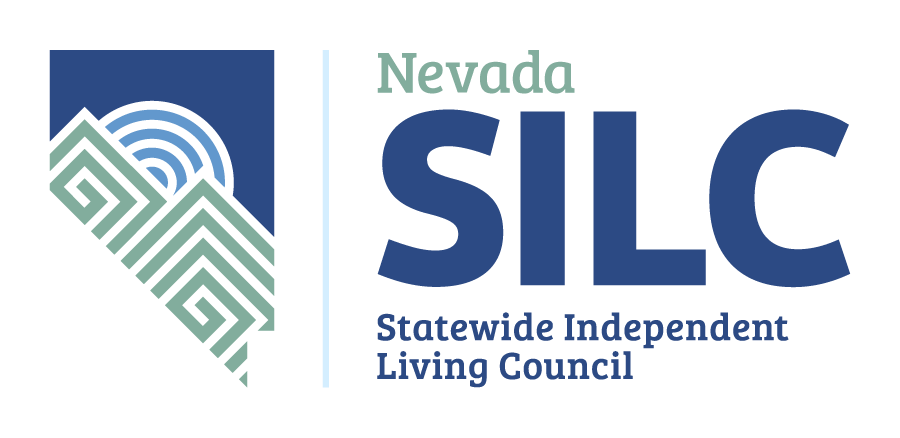 Nevada
SILC
Statewide Independent
Living Council